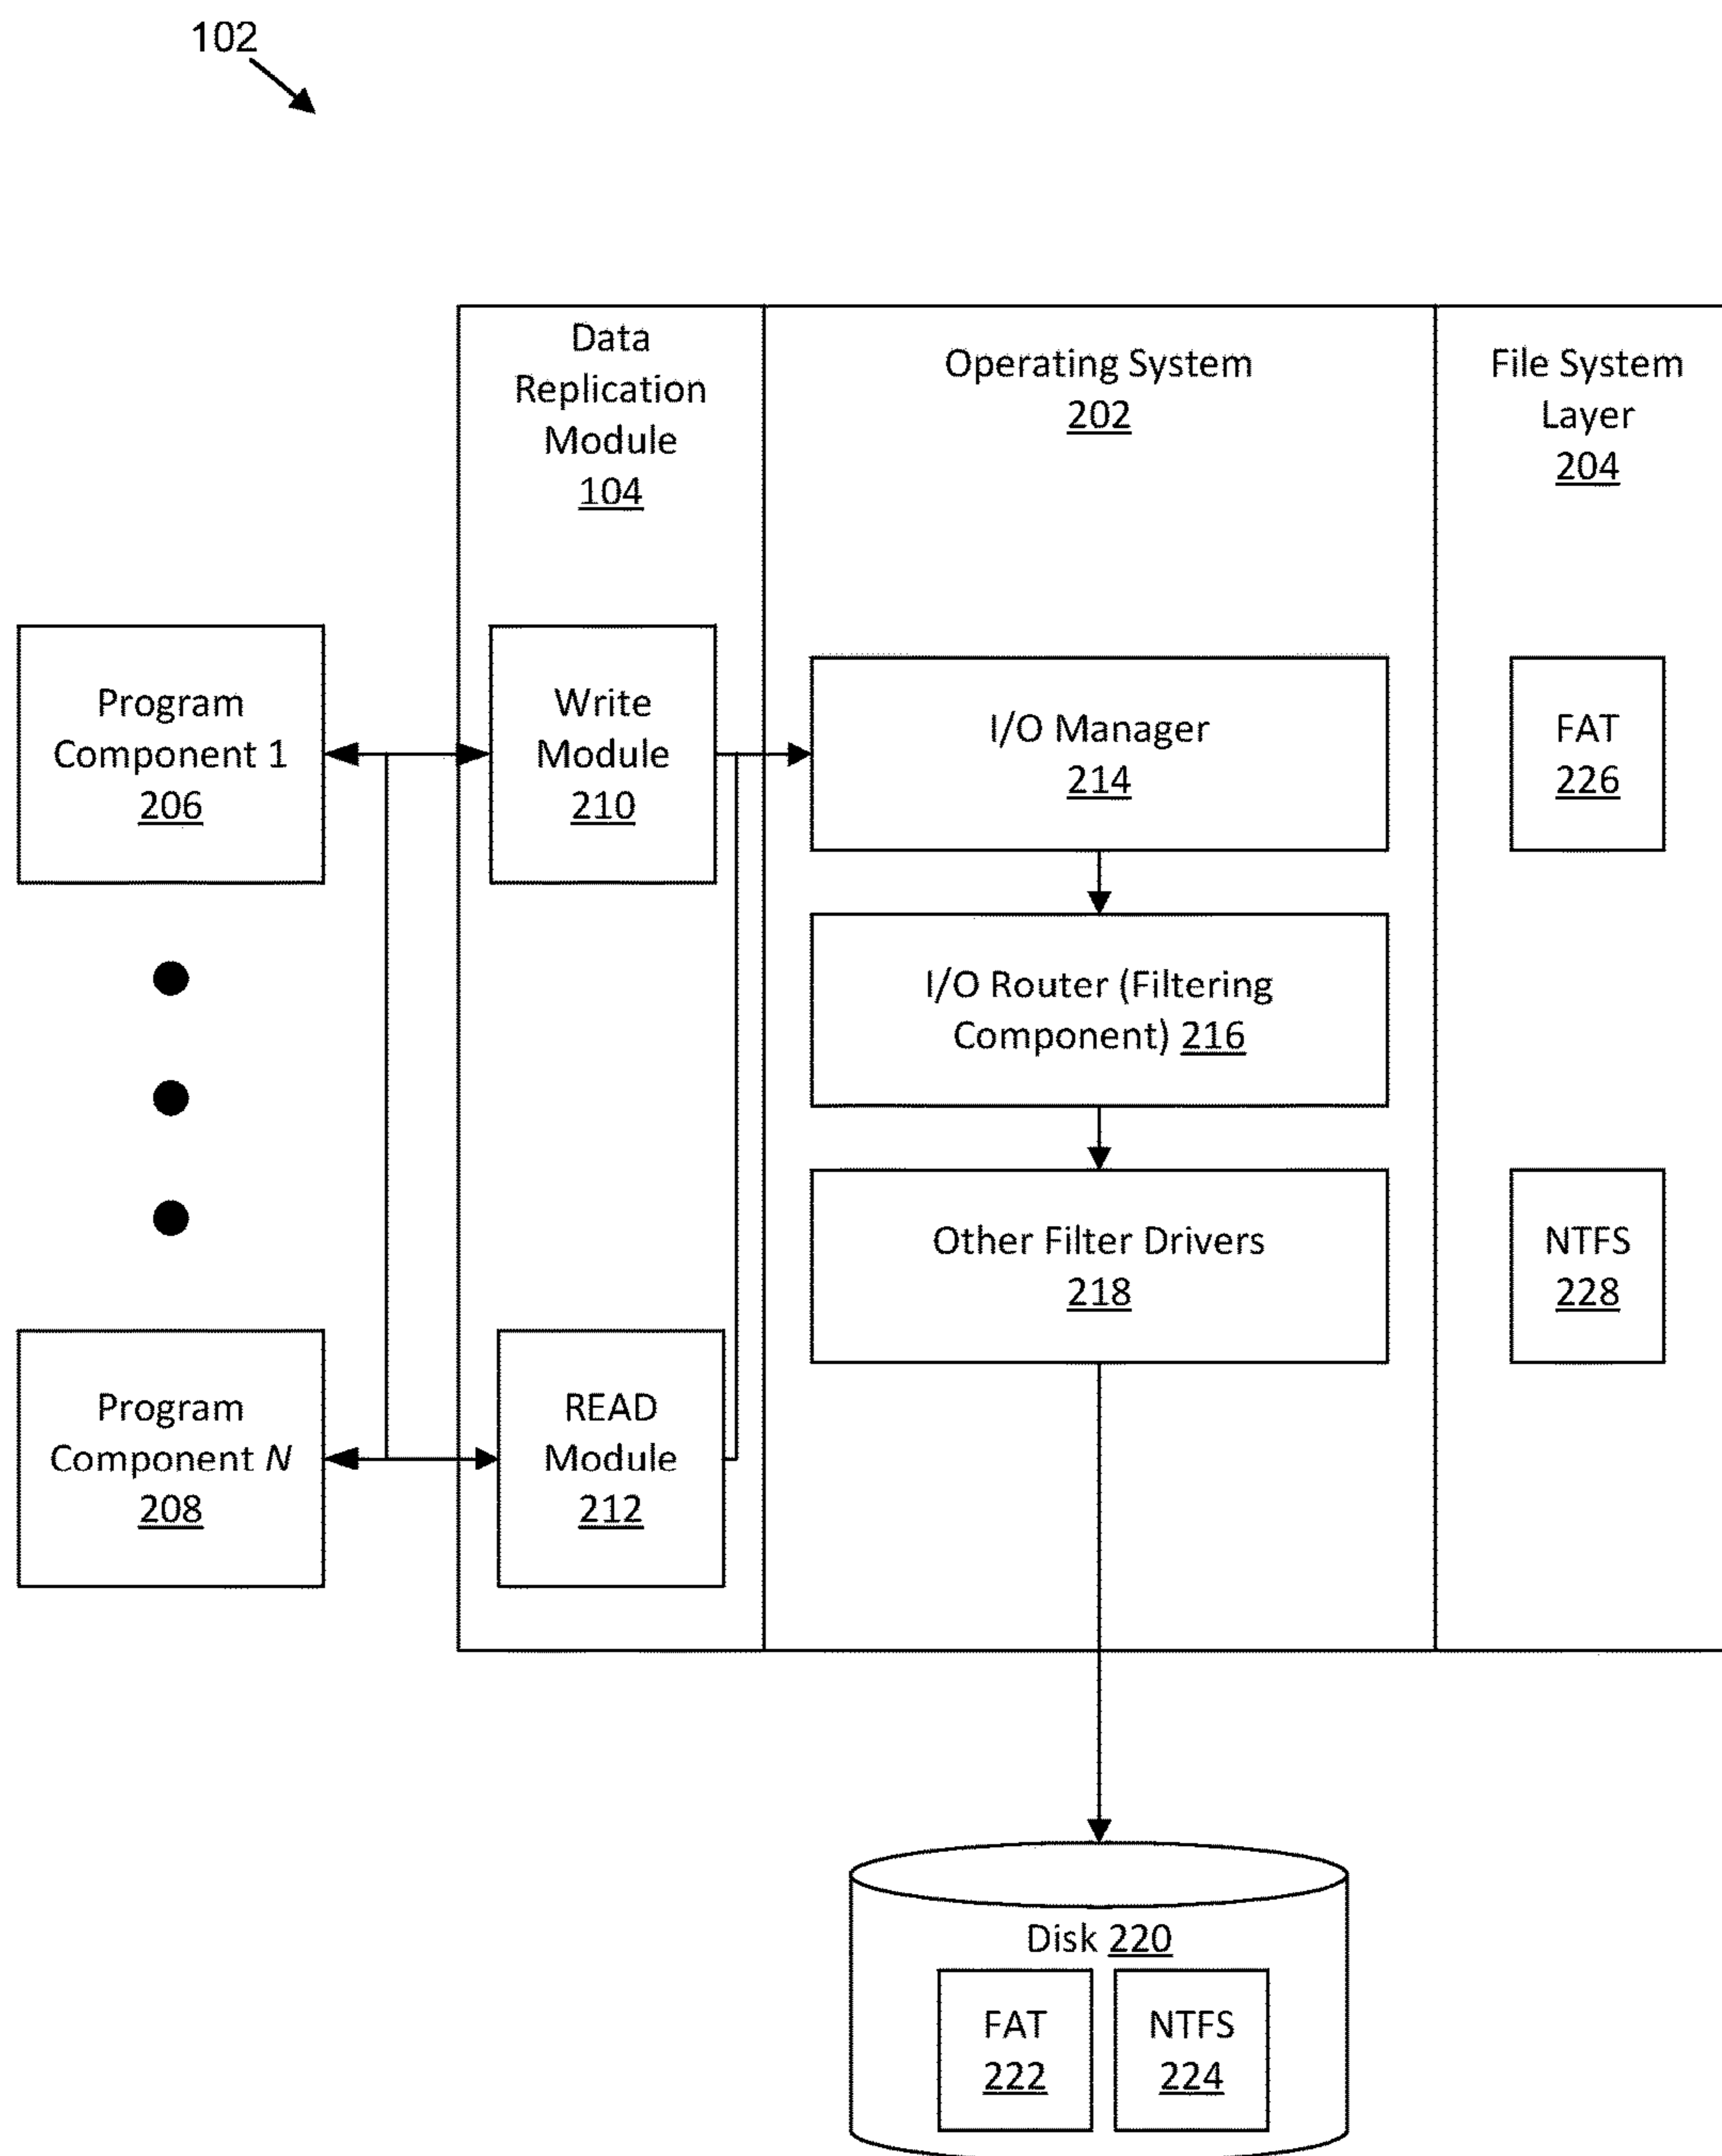 102
Data
Replication
Module
104
Operating System
202
File System
Layer
204
Program
Component 1
206
Write
Module
210
I/O Manager
214
FAT
226
I/O Router (Filtering
Component) 216
Other Filter Drivers
218
NTFS
228
Program
Component N
208
READ
Module
212
Disk 220
FAT
222
NTFS
224